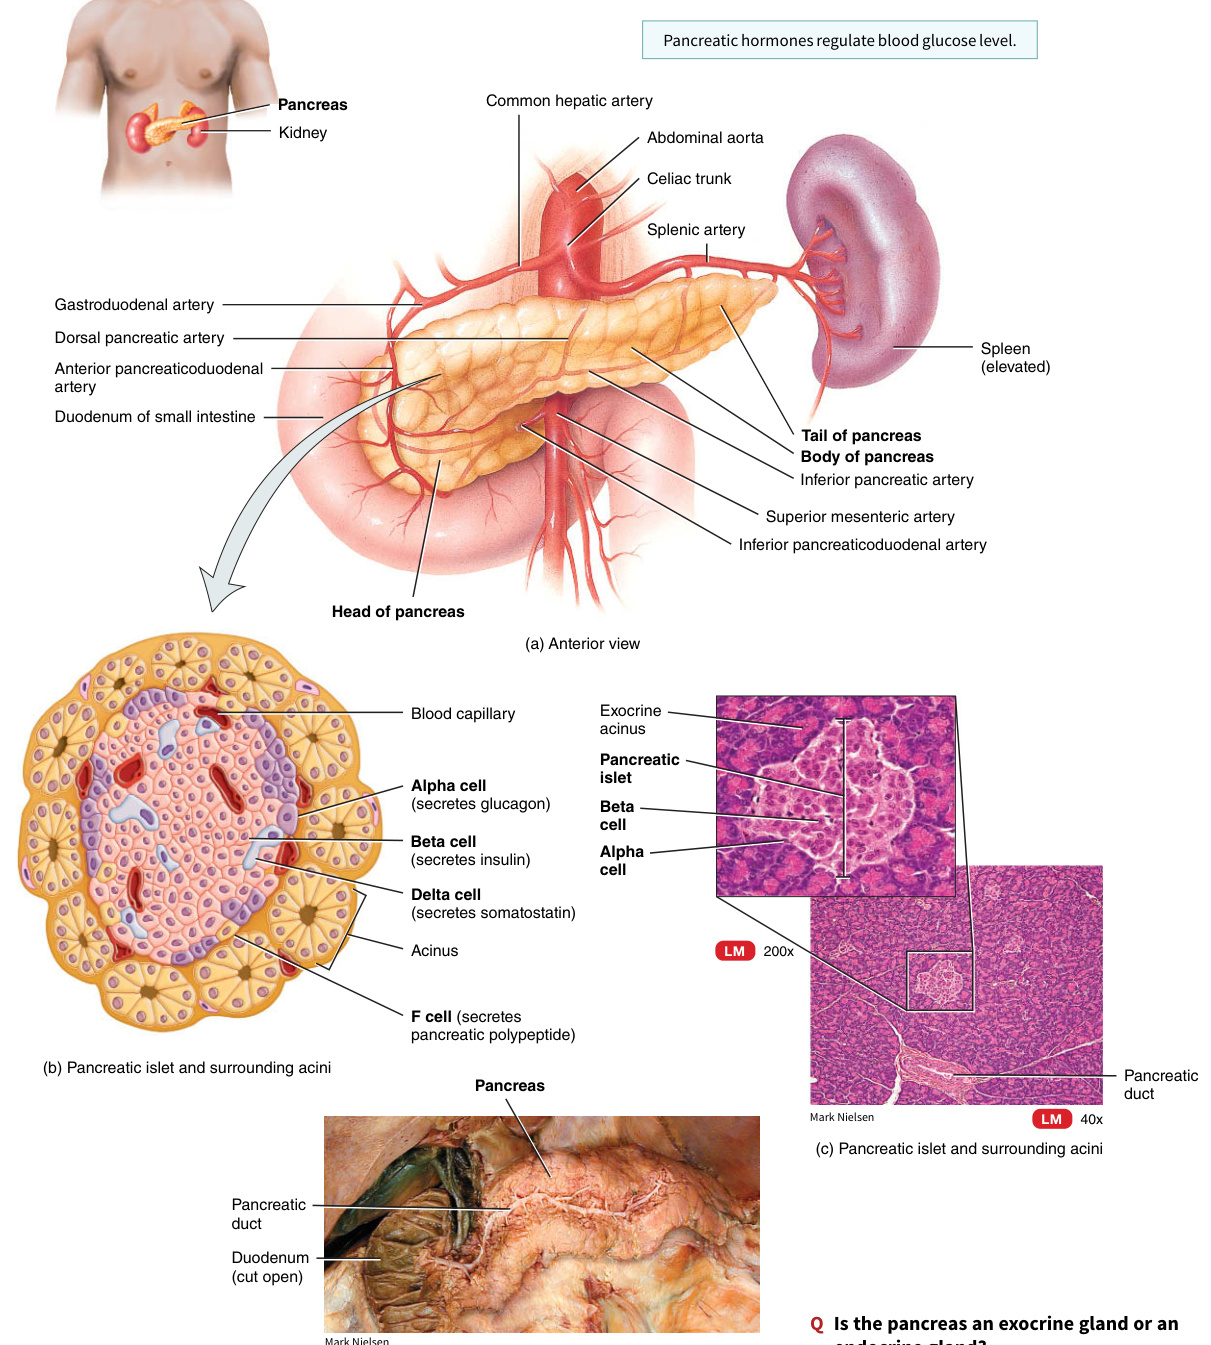 Pancreatic hormones regulate blood glucose level.
Pancreas
Kidney
Common hepatic artery
Abdominal aorta
Celiac trunk
Splenic artery
Gastroduodenal artery
Dorsal pancreatic artery
Anterior pancreaticoduodenal
artery
Duodenum of small intestine
Spleen
(elevated)
Tail of pancreas
Body of pancreas
Inferior pancreatic artery
Superior mesenteric artery
Inferior pancreaticoduodenal artery
Head of pancreas
(a) Anterior view
Blood capillary
Alpha cell
(secretes glucagon)
Beta cell
(secretes insulin)
Delta cell
(secretes somatostatin)
Acinus
F cell (secretes
pancreatic polypeptide)
(b) Pancreatic islet and surrounding acini
Exocrine
acinus
Pancreatic
islet
Beta
cell
Alpha
cell
LM 200x
Pancreatic
duct
Mark Nielsen
LM 40x
(c) Pancreatic islet and surrounding acini
Pancreas
Pancreatic
duct
Duodenum
(cut open)
Mark Nielsen
Q Is the pancreas an exocrine gland or an
endocrine gland?